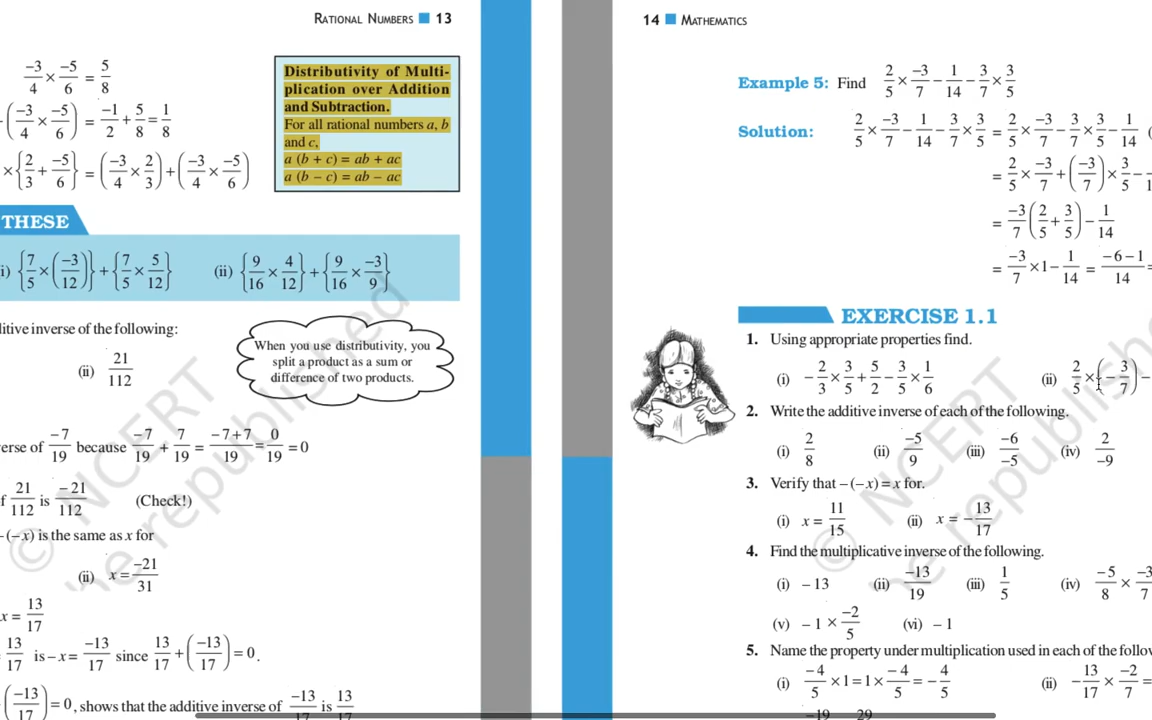 RATIONAL NUMBERS 13
-3/4 × -5/6 = 5/8
(-3/4 × -5/6) = -1/2 + 5/8 = 1/8
× {2/3 + -5/6} = (-3/4 × 2/3) + (-3/4 × -5/6)
Distributivity of Multi-
plication over Addition
and Subtraction.
For all rational numbers a, b
and c,
a (b + c) = ab + ac
a (b – c) = ab – ac
THESE
i) {7/5 × (-3/12)} + {7/5 × 5/12} (ii) {9/16 × 4/12} + {9/16 × -3/9}
ditive inverse of the following:
(ii) 21/112
When you use distributivity, you
split a product as a sum or
difference of two products.
erse of -7/19 because -7/19 + 7/19 = -7+7/19 = 0/19 = 0
f 21/112 is -21/112 (Check!)
(– x) is the same as x for
(ii) x = -21/31
x = 13/17
13/17 is – x = -13/17 since 13/17 + (-13/17) = 0.
(-13/17) = 0, shows that the additive inverse of -13/17 is 13/17
© NCERT
be republished
14 MATHEMATICS
Example 5: Find 2/5 × -3/7 – 1/14 – 3/7 × 3/5
Solution: 2/5 × -3/7 – 1/14 – 3/7 × 3/5 = 2/5 × -3/7 – 3/7 × 3/5 – 1/14 (
= 2/5 × -3/7 + (-3/7) × 3/5 –
= -3/7 (2/5 + 3/5) – 1/14
= -3/7 × 1 – 1/14 = -6 – 1/14 =
EXERCISE 1.1
1. Using appropriate properties find.
(i) – 2/3 × 3/5 + 5/2 – 3/5 × 1/6 (ii) 2/5 × (– 3/7) –
2. Write the additive inverse of each of the following.
(i) 2/8 (ii) -5/9 (iii) -6/-5 (iv) 2/-9
3. Verify that – (– x) = x for.
(i) x = 11/15 (ii) x = – 13/17
4. Find the multiplicative inverse of the following.
(i) – 13 (ii) -13/19 (iii) 1/5 (iv) -5/8 × -3/7
(v) – 1 × -2/5 (vi) – 1
5. Name the property under multiplication used in each of the follov
(i) -4/5 × 1 = 1 × -4/5 = – 4/5 (ii) – 13/17 × -2/7 =
-19 29
© NCERT
be republished